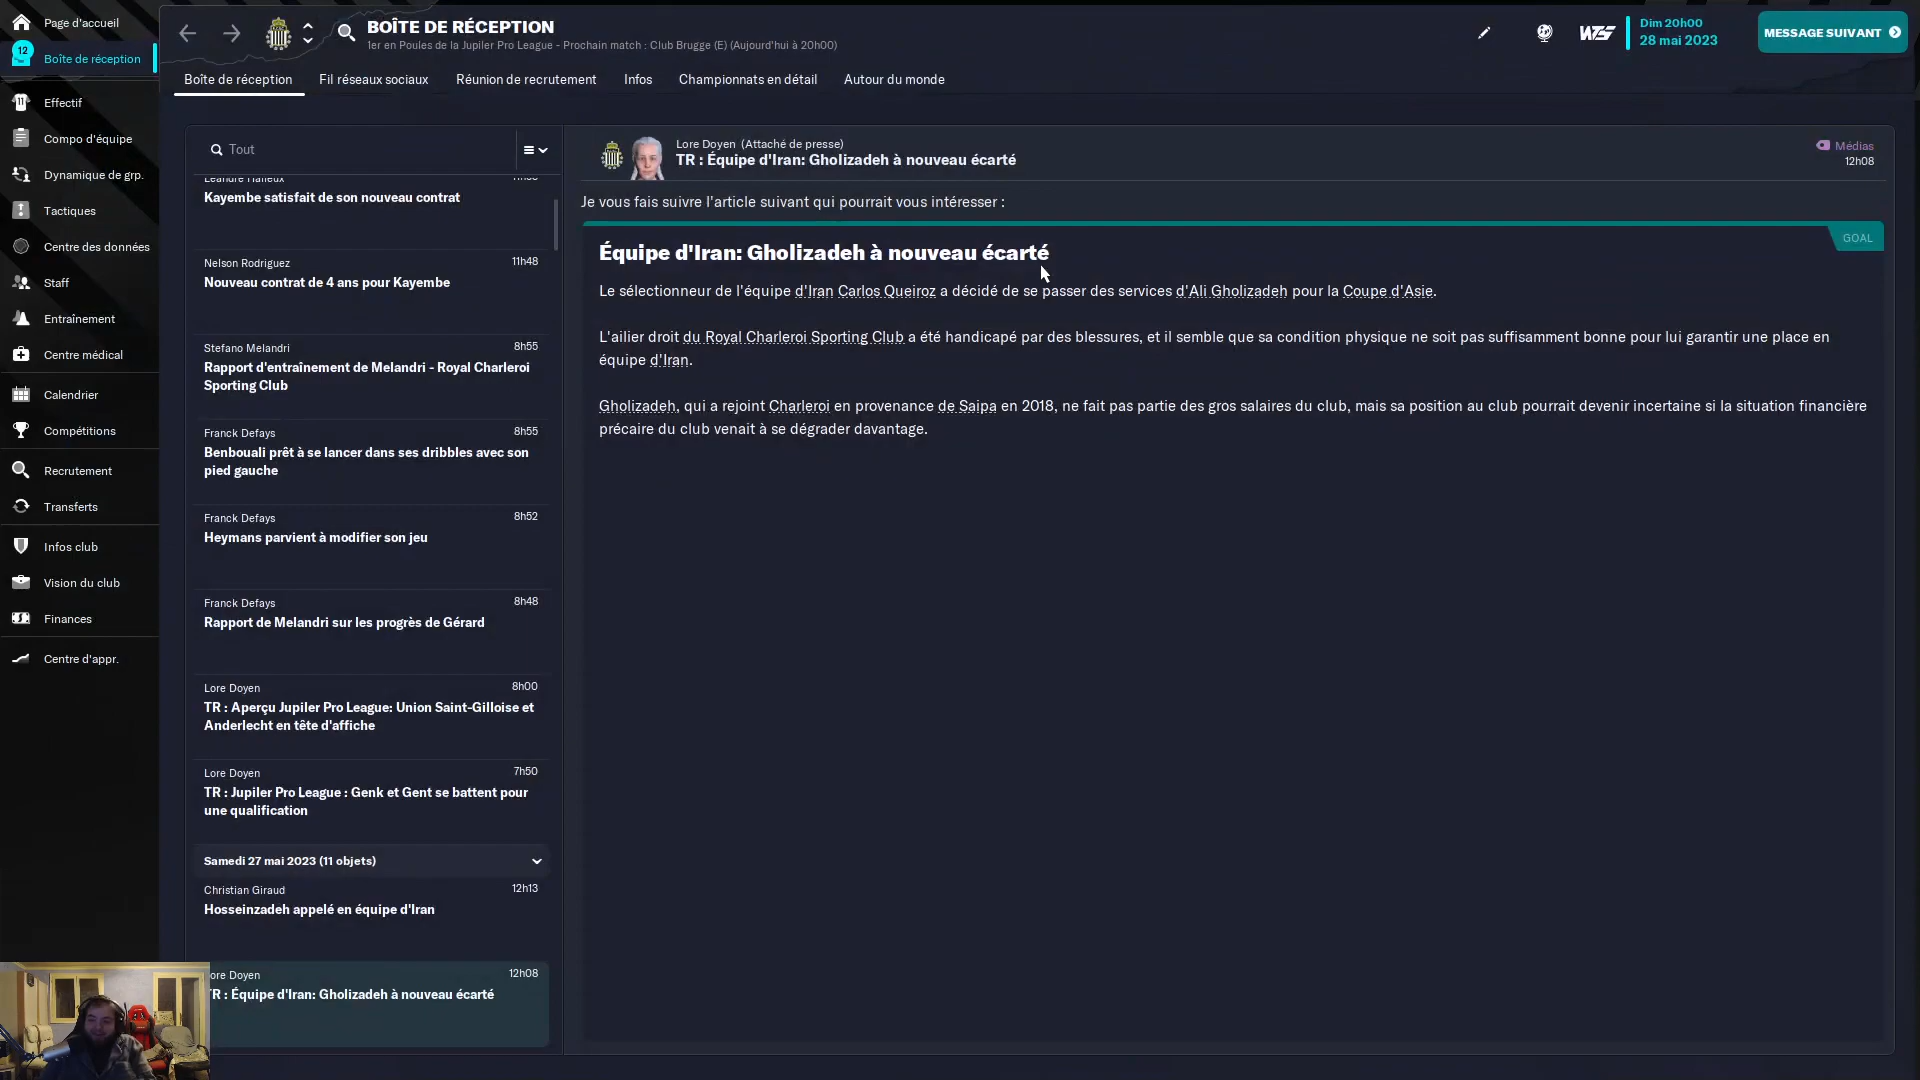 Page d'accueil
12
Boîte de réception
Effectif
Compo d'équipe
Dynamique de grp.
Tactiques
Centre des données
Staff
Entraînement
Centre médical
Calendrier
Compétitions
Recrutement
Transferts
Infos club
Vision du club
Finances
Centre d'appr.
BOÎTE DE RÉCEPTION
1er en Poules de la Jupiler Pro League - Prochain match : Club Brugge (E) (Aujourd'hui à 20h00)
Dim 20h00
28 mai 2023
MESSAGE SUIVANT
Boîte de réception
Fil réseaux sociaux
Réunion de recrutement
Infos
Championnats en détail
Autour du monde
Tout
Kayembe satisfait de son nouveau contrat
Nelson Rodriguez
11h48
Nouveau contrat de 4 ans pour Kayembe
Stefano Melandri
8h55
Rapport d'entraînement de Melandri - Royal Charleroi
Sporting Club
Franck Defays
8h55
Benbouali prêt à se lancer dans ses dribbles avec son
pied gauche
Franck Defays
8h52
Heymans parvient à modifier son jeu
Franck Defays
8h48
Rapport de Melandri sur les progrès de Gérard
Lore Doyen
8h00
TR : Aperçu Jupiler Pro League: Union Saint-Gilloise et
Anderlecht en tête d'affiche
Lore Doyen
7h50
TR : Jupiler Pro League : Genk et Gent se battent pour
une qualification
Samedi 27 mai 2023 (11 objets)
Christian Giraud
12h13
Hosseinzadeh appelé en équipe d'Iran
ore Doyen
12h08
R : Équipe d'Iran: Gholizadeh à nouveau écarté
Lore Doyen (Attaché de presse)
TR : Équipe d'Iran: Gholizadeh à nouveau écarté
Médias
12h08
Je vous fais suivre l'article suivant qui pourrait vous intéresser :
GOAL
Équipe d'Iran: Gholizadeh à nouveau écarté
Le sélectionneur de l'équipe d'Iran Carlos Queiroz a décidé de se passer des services d'Ali Gholizadeh pour la Coupe d'Asie.
L'ailier droit du Royal Charleroi Sporting Club a été handicapé par des blessures, et il semble que sa condition physique ne soit pas suffisamment bonne pour lui garantir une place en
équipe d'Iran.
Gholizadeh, qui a rejoint Charleroi en provenance de Saipa en 2018, ne fait pas partie des gros salaires du club, mais sa position au club pourrait devenir incertaine si la situation financière
précaire du club venait à se dégrader davantage.